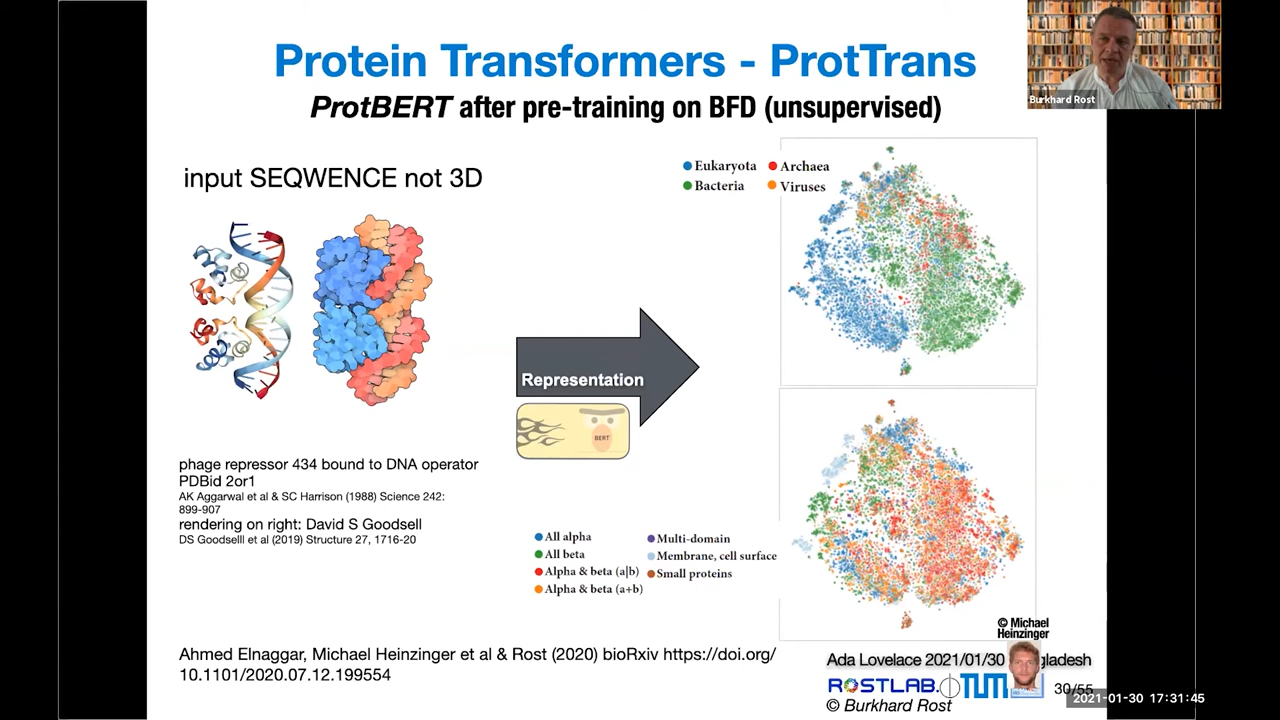 Protein Transformers - ProtTrans
ProtBERT after pre-training on BFD (unsupervised)
Burkhard Rost
input SEQWENCE not 3D
Eukaryota
Archaea
Bacteria
Viruses
Representation
BERT
phage repressor 434 bound to DNA operator
PDBid 2or1
AK Aggarwal et al & SC Harrison (1988) Science 242:
899-907
rendering on right: David S Goodsell
DS Goodselll et al (2019) Structure 27, 1716-20
All alpha
All beta
Alpha & beta (a|b)
Alpha & beta (a+b)
Multi-domain
Membrane, cell surface
Small proteins
© Michael
Heinzinger
Ahmed Elnaggar, Michael Heinzinger et al & Rost (2020) bioRxiv https://doi.org/
10.1101/2020.07.12.199554
Ada Lovelace 2021/01/30 gladesh
ROSTLAB. TUM
30/55
2021-01-30 17:31:45
© Burkhard Rost